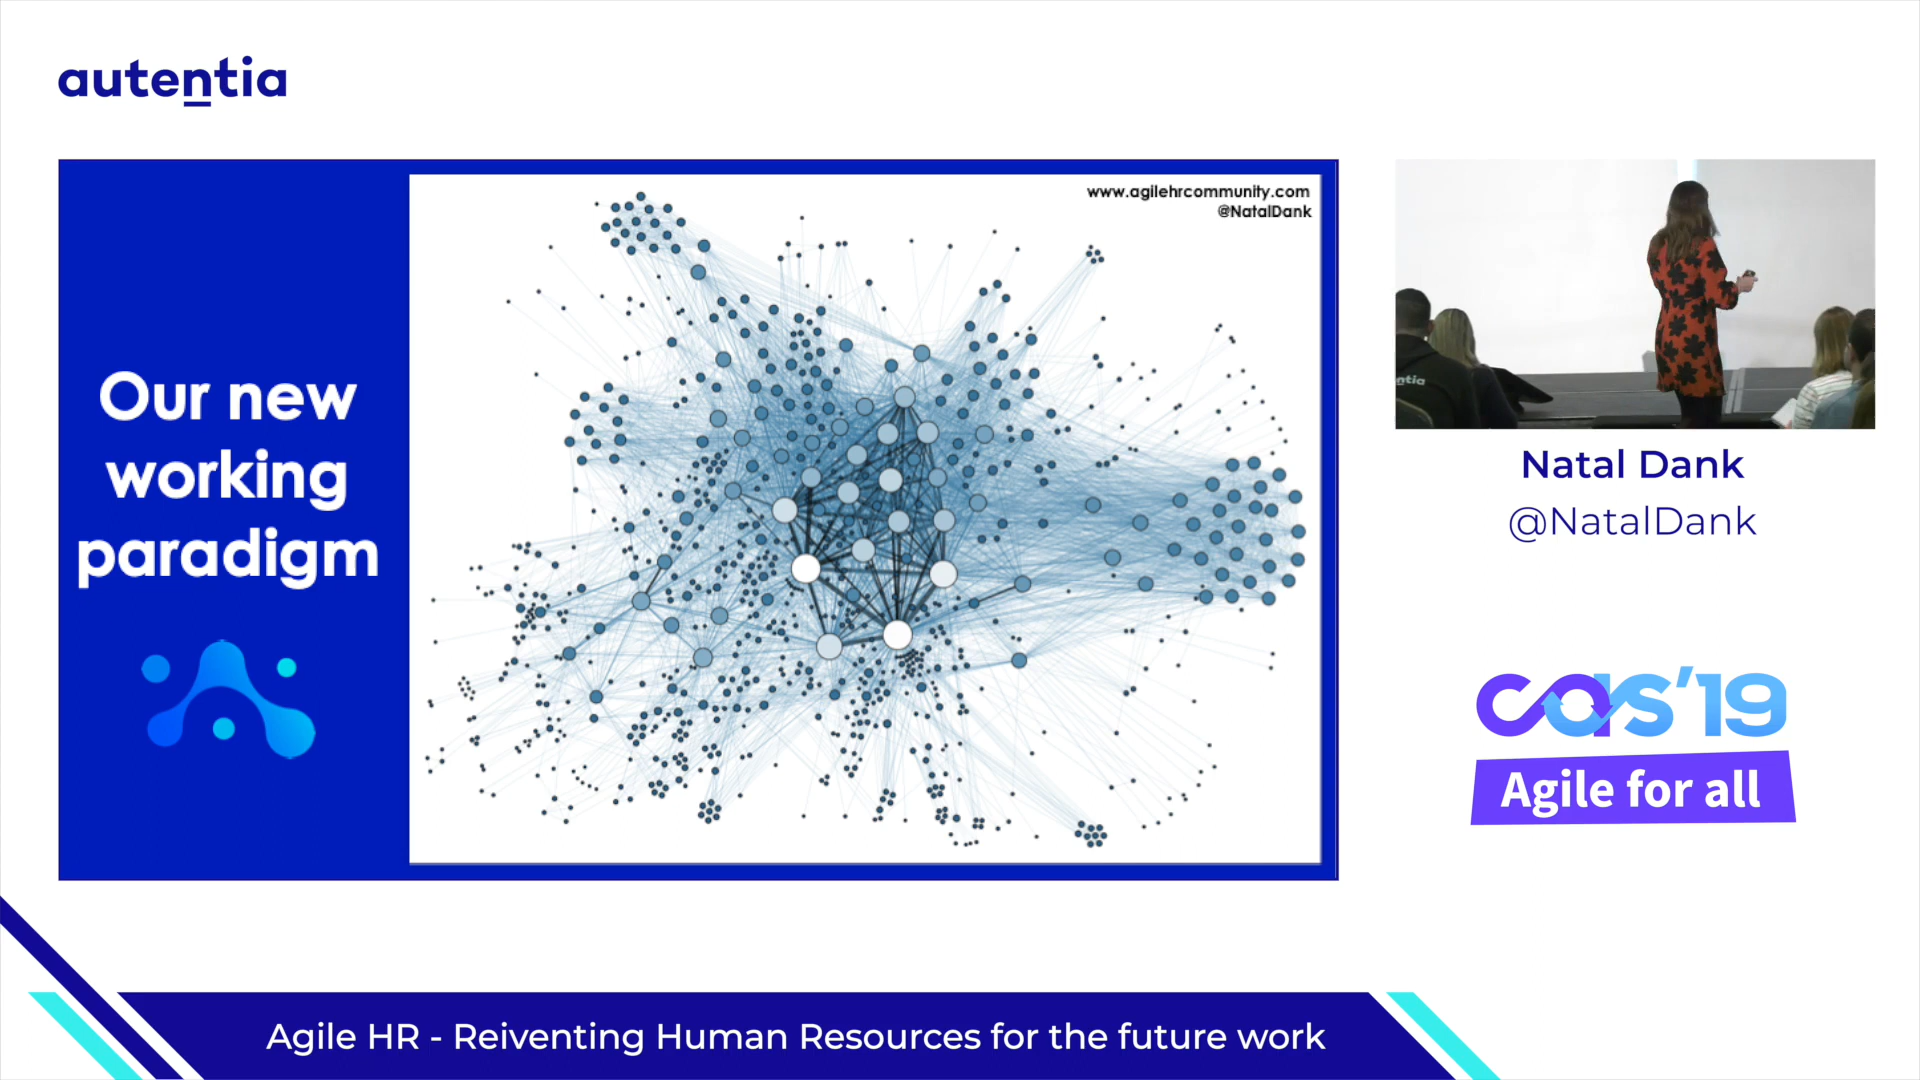 autentia
Our new
working
paradigm
www.agilehrcommunity.com
@NatalDank
ntia
Natal Dank
@NatalDank
cas'19
Agile for all
Agile HR - Reiventing Human Resources for the future work